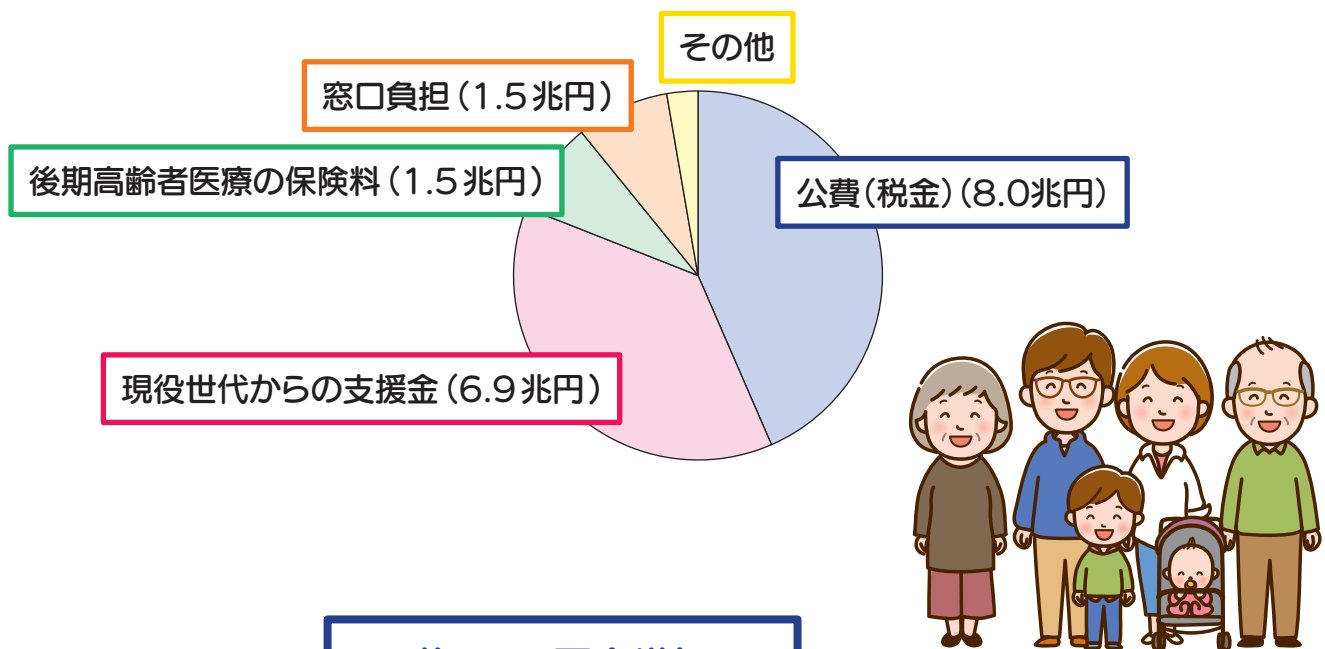 その他
窓口負担（1.5兆円）
後期高齢者医療の保険料（1.5兆円）
公費（税金）（8.0兆円）
現役世代からの支援金（6.9兆円）